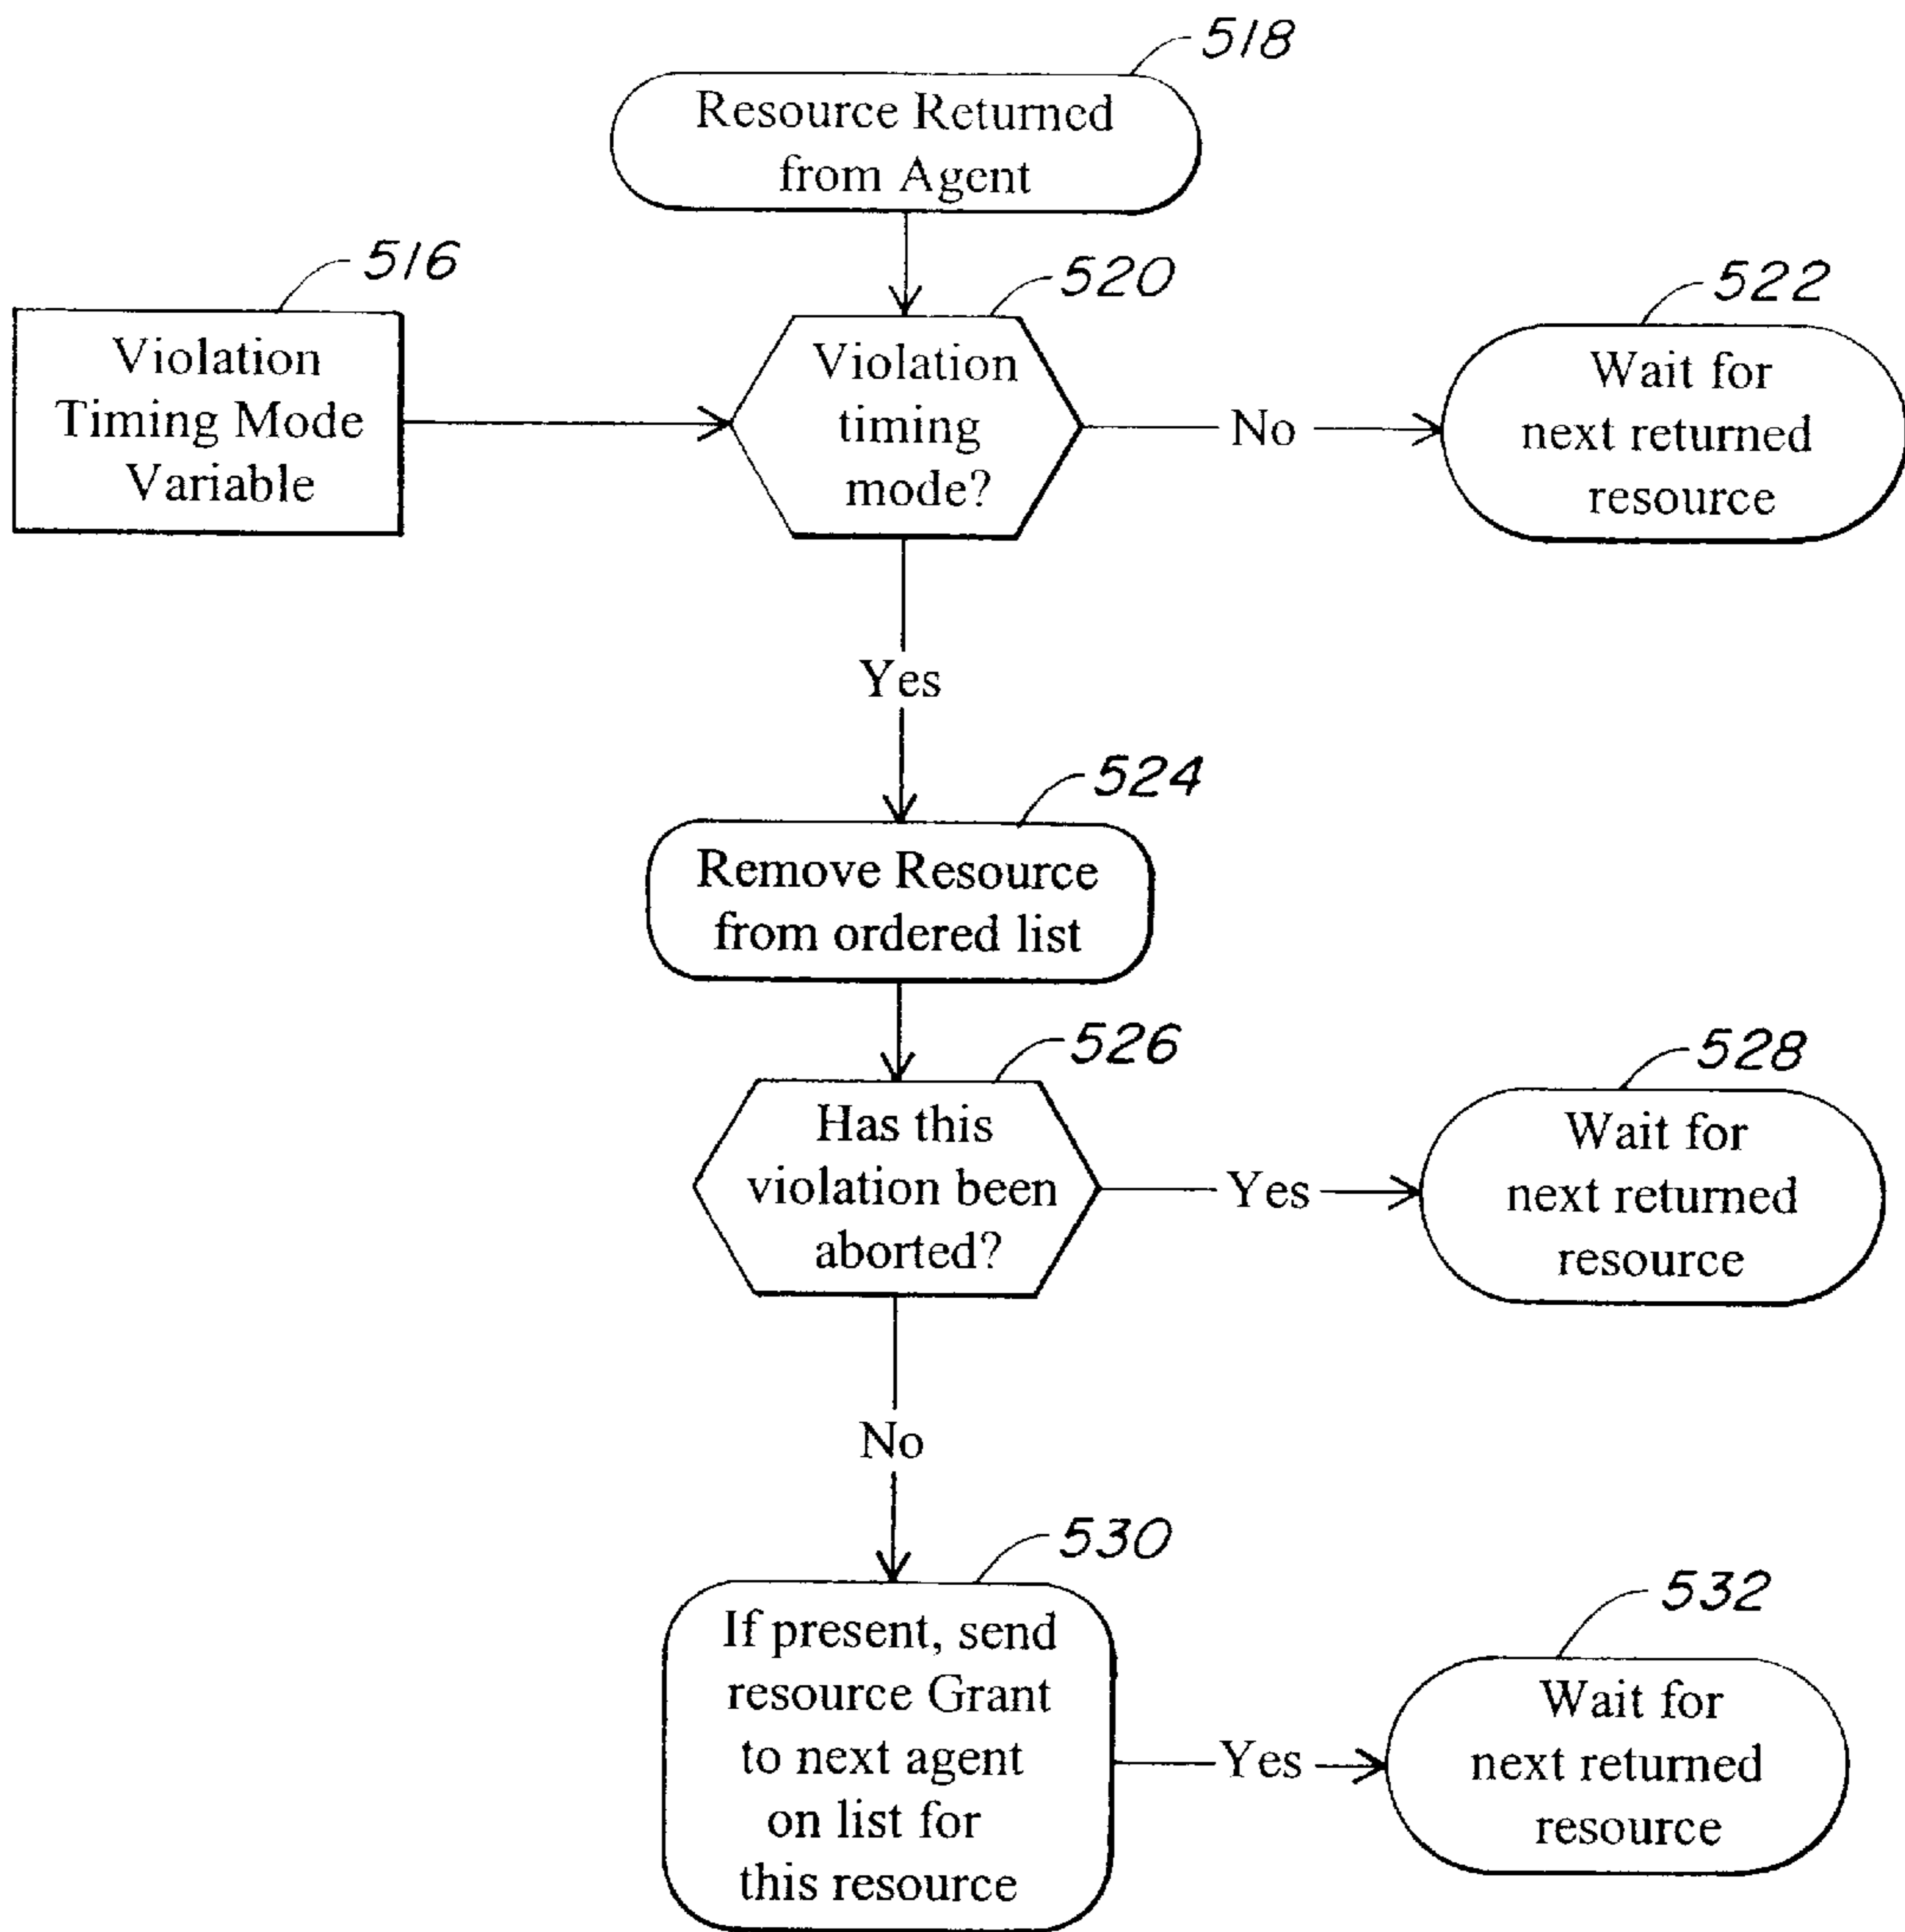 518
Resource Returned
from Agent
516
Violation
Timing Mode
Variable
520
Violation
timing
mode?
No
522
Wait for
next returned
resource
Yes
524
Remove Resource
from ordered list
526
Has this
violation been
aborted?
Yes
528
Wait for
next returned
resource
No
530
If present, send
resource Grant
to next agent
on list for
this resource
Yes
532
Wait for
next returned
resource